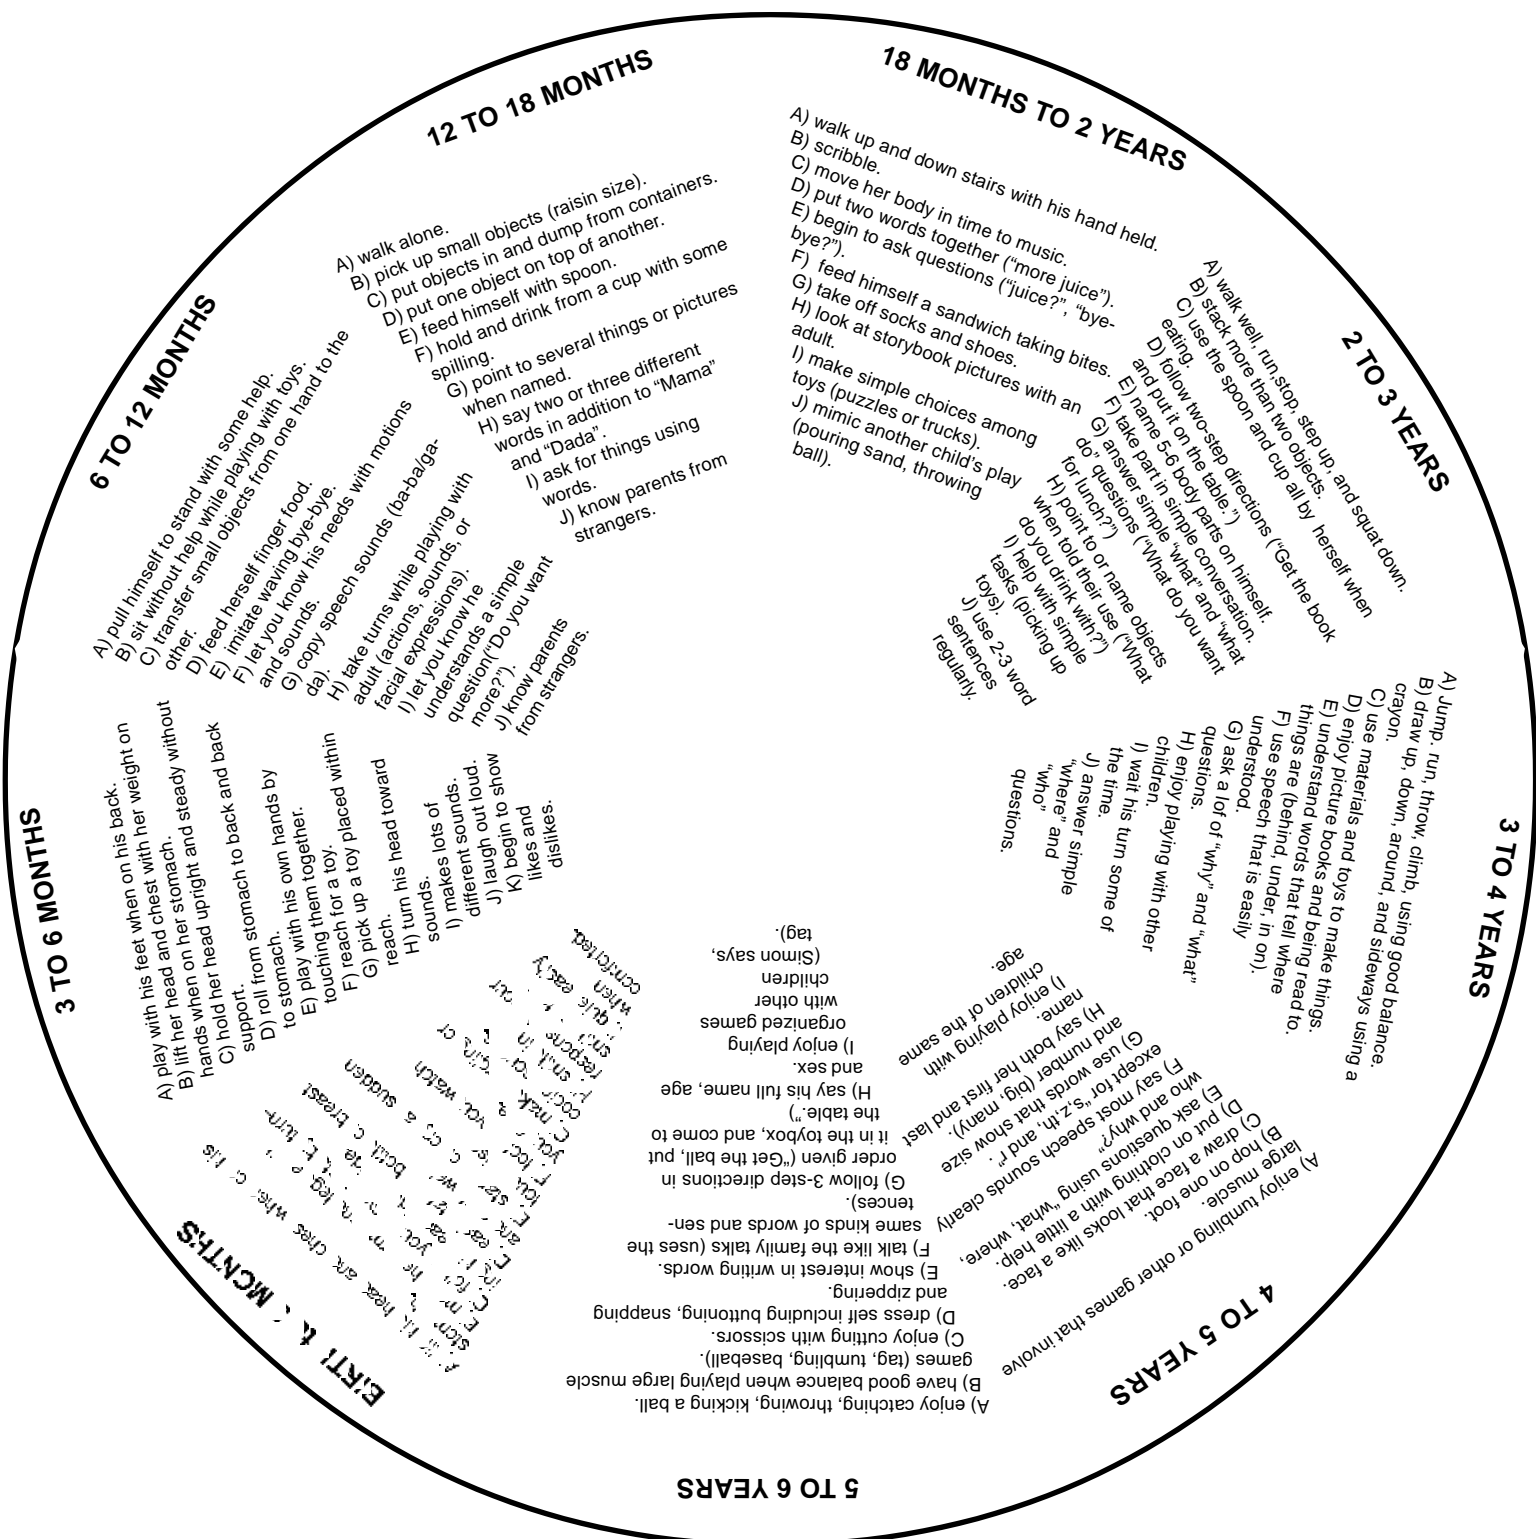 12 TO 18 MONTHS
A) walk alone.
B) pick up small objects (raisin size).
C) put objects in and dump from containers.
D) put one object on top of another.
E) feed himself with spoon.
F) hold and drink from a cup with some
spilling.
G) point to several things or pictures
when named.
H) say two or three different
words in addition to “Mama”
and “Dada”.
I) ask for things using
words.
J) know parents from
strangers.
18 MONTHS TO 2 YEARS
A) walk up and down stairs with his hand held.
B) scribble.
C) move her body in time to music.
D) put two words together (“more juice”).
E) begin to ask questions (“juice?”, “bye-
bye?”).
F) feed himself a sandwich taking bites.
G) take off socks and shoes.
H) look at storybook pictures with an
adult.
I) make simple choices among
toys (puzzles or trucks).
J) mimic another child’s play
(pouring sand, throwing
ball).
2 TO 3 YEARS
A) walk well, run,stop, step up, and squat down.
B) stack more than two objects.
C) use the spoon and cup all by herself when
eating.
D) follow two-step directions (“Get the book
and put it on the table.”)
E) name 5-6 body parts on himself.
F) take part in simple conversation.
G) answer simple “what” and “what
do” questions (“What do you want
for lunch?”)
H) point to or name objects
when told their use (“What
do you drink with?”)
I) help with simple
tasks (picking up
toys).
J) use 2-3 word
sentences
regularly.
3 TO 4 YEARS
A) Jump. run, throw, climb, using good balance.
B) draw up, down, around, and sideways using a
crayon.
C) use materials and toys to make things.
D) enjoy picture books and being read to.
E) understand words that tell where
things are (behind, under, in on).
F) use speech that is easily
understood.
G) ask a lot of “why” and “what”
questions.
H) enjoy playing with other
children.
I) wait his turn some of
the time.
J) answer simple
“where” and
“who”
questions.
4 TO 5 YEARS
A) enjoy tumbling or other games that involve
large muscle.
B) hop on one foot.
C) draw a face that looks like a face.
D) put on clothing with a little help.
E) ask questions using “what, where,
who and why?”
F) say most speech sounds clearly
except for “s,z,th, and r”.
G) use words that show size
and number (big, many).
H) say both her first and last
name.
I) enjoy playing with
children of the same
age.
5 TO 6 YEARS
A) enjoy catching, throwing, kicking a ball.
B) have good balance when playing large muscle
games (tag, tumbling, baseball).
C) enjoy cutting with scissors.
D) dress self including buttoning, snapping
and zippering.
E) show interest in writing words.
F) talk like the family talks (uses the
same kinds of words and sen-
tences).
G) follow 3-step directions in
order given (“Get the ball, put
it in the toybox, and come to
the table.”)
H) say his full name, age
and sex.
I) enjoy playing
organized games
with other
children
(Simon says,
tag).
3 TO 6 MONTHS
A) play with his feet when on his back.
B) lift her head and chest with her weight on
hands when on her stomach.
C) hold her head upright and steady without
support.
D) roll from stomach to back and back
to stomach.
E) play with his own hands by
touching them together.
F) reach for a toy.
G) pick up a toy placed within
reach.
H) turn his head toward
sounds.
I) makes lots of
different sounds.
J) laugh out loud.
K) begin to show
likes and
dislikes.
6 TO 12 MONTHS
A) pull himself to stand with some help.
B) sit without help while playing with toys.
C) transfer small objects from one hand to the
other.
D) feed herself finger food.
E) imitate waving bye-bye.
F) let you know his needs with motions
and sounds.
G) copy speech sounds (ba-ba/ga-
da).
H) take turns while playing with
adult (actions, sounds, or
facial expressions).
I) let you know he
understands a simple
question(“Do you want
more?”).
J) know parents
from strangers.